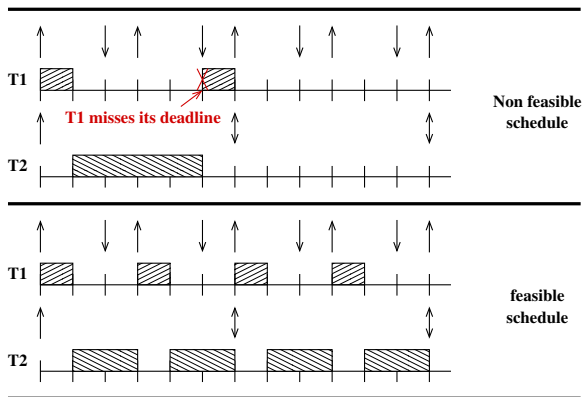 T1
T1 misses its deadline
Non feasible
schedule
T2
T1
feasible
schedule
T2